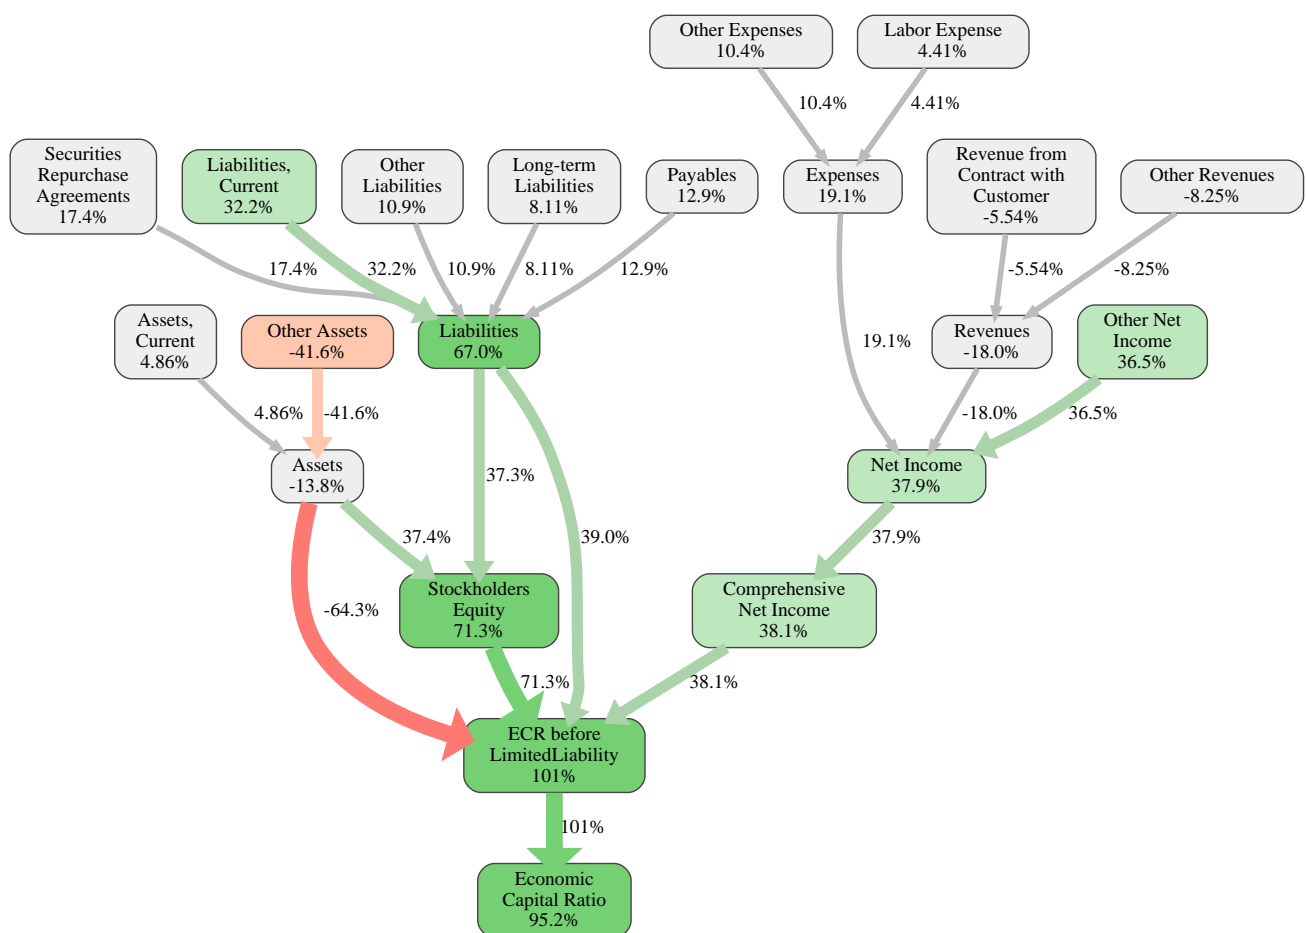 Other Expenses
10.4%
Labor Expense
4.41%
10.4%
4.41%
Securities
Repurchase
Agreements
17.4%
Liabilities,
Current
32.2%
Other
Liabilities
10.9%
Long-term
Liabilities
8.11%
Payables
12.9%
Expenses
19.1%
Revenue from
Contract with
Customer
-5.54%
Other Revenues
-8.25%
17.4%
32.2%
10.9%
8.11%
12.9%
-5.54%
-8.25%
Assets,
Current
4.86%
Other Assets
-41.6%
Liabilities
67.0%
19.1%
Revenues
-18.0%
Other Net
Income
36.5%
4.86%
-41.6%
-18.0%
36.5%
Assets
-13.8%
37.3%
Net Income
37.9%
37.4%
39.0%
37.9%
-64.3%
Stockholders
Equity
71.3%
Comprehensive
Net Income
38.1%
71.3%
38.1%
ECR before
LimitedLiability
101%
101%
Economic
Capital Ratio
95.2%